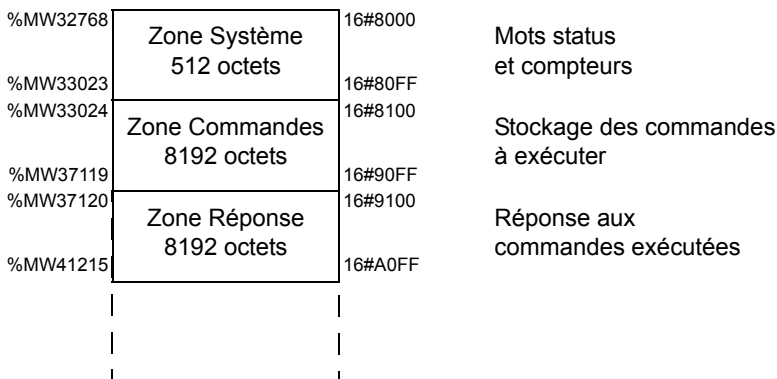 %MW32768
Zone Système
16#8000
Mots status
512 octets
et compteurs
%MW33023
16#80FF
%MW33024
16#8100
Zone Commandes
Stockage des commandes
8192 octets
à exécuter
%MW37119
16#90FF
%MW37120
16#9100
Zone Réponse
Réponse aux
8192 octets
commandes exécutées
%MW41215
16#A0FF